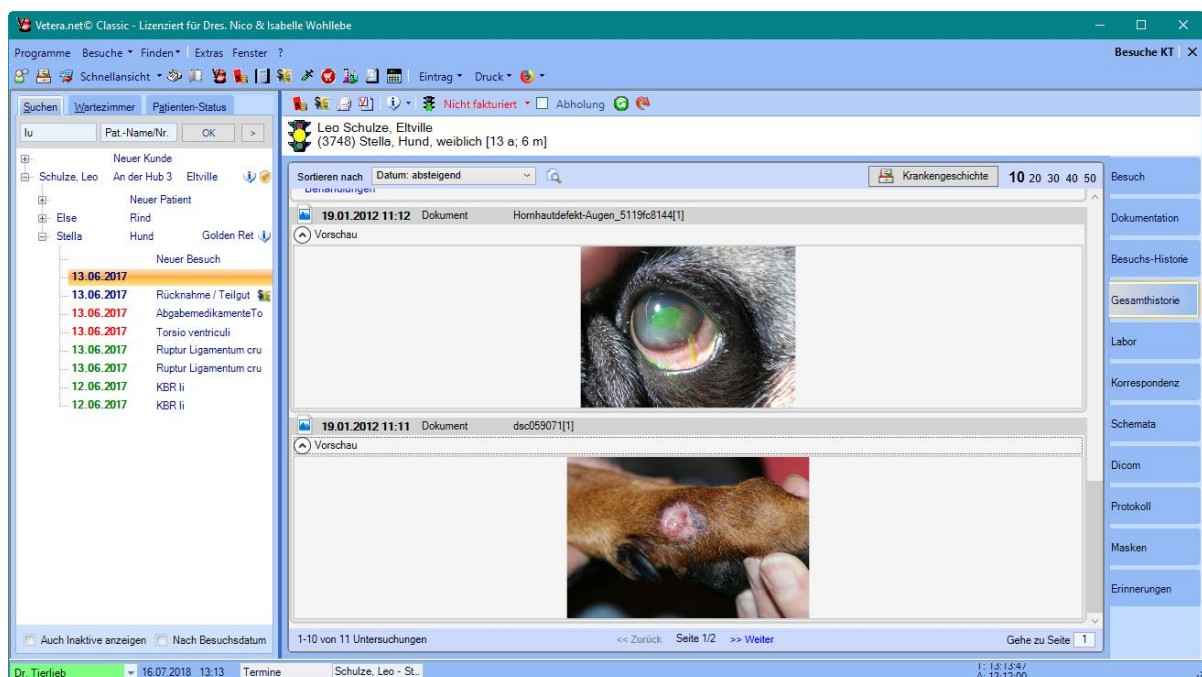 Vetera.net© Classic - Lizenziert für Dres. Nico & Isabelle Wohllebe
Programme Besuche Finden Extras Fenster ? Besuche KT X
Schnellansicht Eintrag Druck
Suchen Wartezimmer Patienten-Status
Nicht fakturiert Abholung
lu Pat.-Name/Nr. OK >
Leo Schulze, Eltville
(3748) Stella, Hund, weiblich [13 a; 6 m]
Neuer Kunde
Schulze, Leo An der Hub 3 Eltville
Neuer Patient
Else Rind
Stella Hund Golden Ret
Neuer Besuch
13.06.2017
13.06.2017 Rücknahme / Teilgut
13.06.2017 AbgabemedikamenteTo
13.06.2017 Torsio ventriculi
13.06.2017 Ruptur Ligamentum cru
13.06.2017 Ruptur Ligamentum cru
12.06.2017 KBR li
12.06.2017 KBR li
Auch Inaktive anzeigen Nach Besuchsdatum
Sortieren nach Datum: absteigend Krankengeschichte 10 20 30 40 50
Behandlungen
19.01.2012 11:12 Dokument Hornhautdefekt-Augen_5119fc8144[1]
Vorschau
19.01.2012 11:11 Dokument dsc059071[1]
Vorschau
1-10 von 11 Untersuchungen << Zurück Seite 1/2 >> Weiter Gehe zu Seite 1
Besuch
Dokumentation
Besuchs-Historie
Gesamthistorie
Labor
Korrespondenz
Schemata
Dicom
Protokoll
Masken
Erinnerungen
Dr. Tierlieb 16.07.2018 13:13 Termine Schulze, Leo - St...
T: 13:13:47
A: 13:12:00